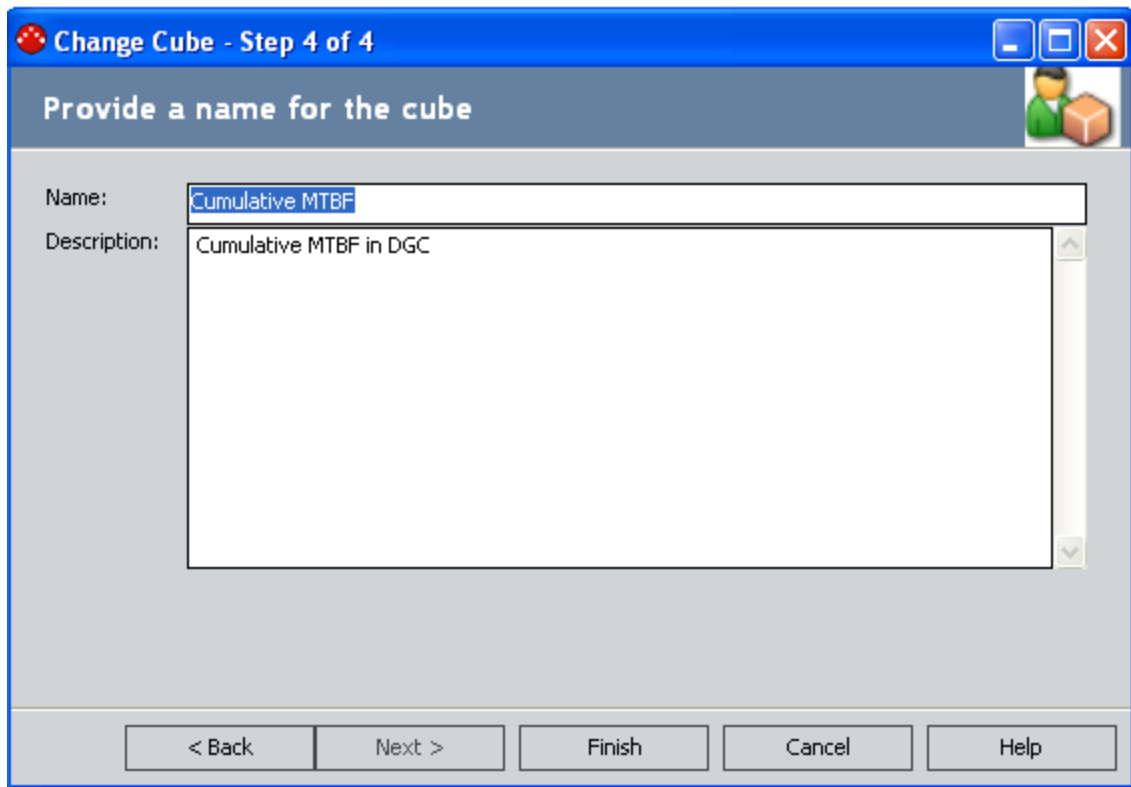 Change Cube - Step 4 of 4
Provide a name for the cube
Name: Cumulative MTBF
Description: Cumulative MTBF in DGC
< Back Next > Finish Cancel Help